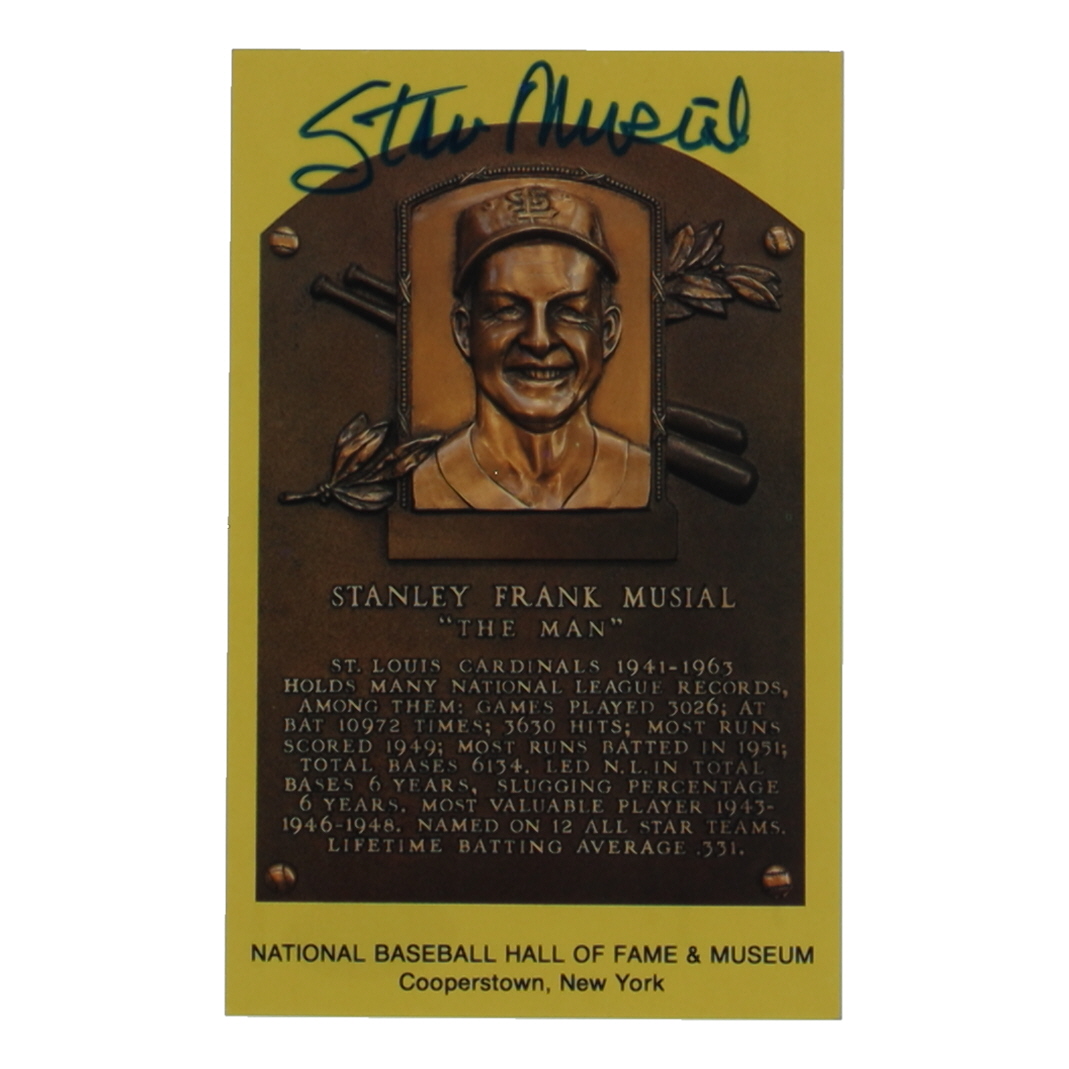 Stan Musial
STL
STANLEY FRANK MUSIAL
"THE MAN"
ST. LOUIS CARDINALS 1941-1963
HOLDS MANY NATIONAL LEAGUE RECORDS,
AMONG THEM: GAMES PLAYED 3026; AT
BAT 10972 TIMES; 3630 HITS; MOST RUNS
SCORED 1949; MOST RUNS BATTED IN 1951;
TOTAL BASES 6134. LED N.L. IN TOTAL
BASES 6 YEARS, SLUGGING PERCENTAGE
6 YEARS. MOST VALUABLE PLAYER 1943-
1946-1948. NAMED ON 12 ALL STAR TEAMS.
LIFETIME BATTING AVERAGE .331.
NATIONAL BASEBALL HALL OF FAME & MUSEUM
Cooperstown, New York